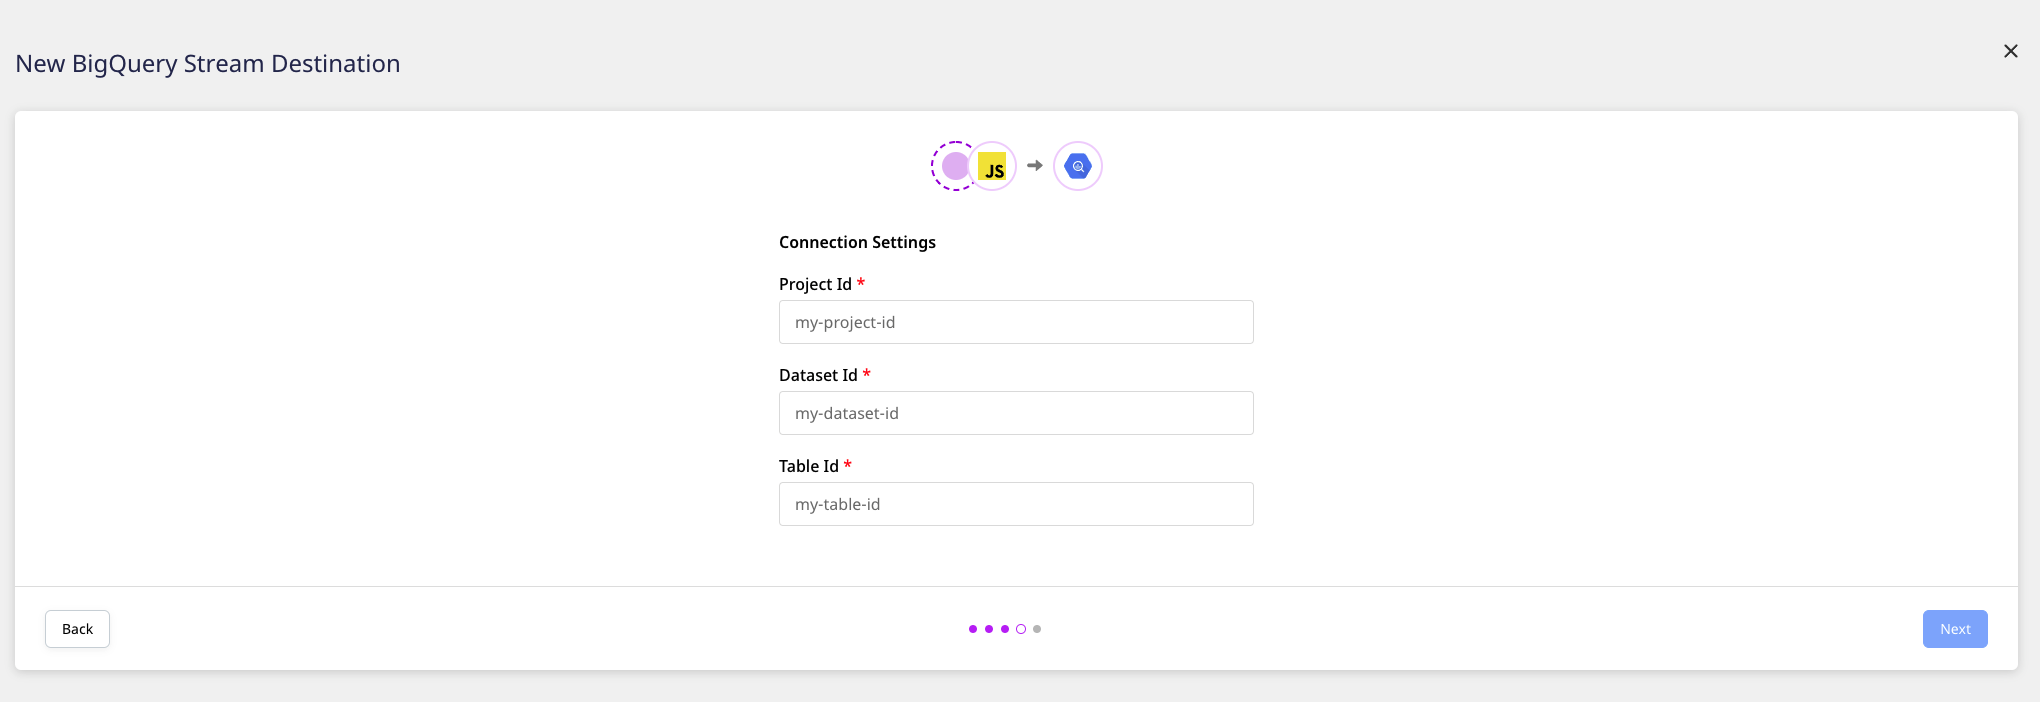 New BigQuery Stream Destination
JS
Connection Settings
Project Id *
my-project-id
Dataset Id *
my-dataset-id
Table Id *
my-table-id
Back
Next